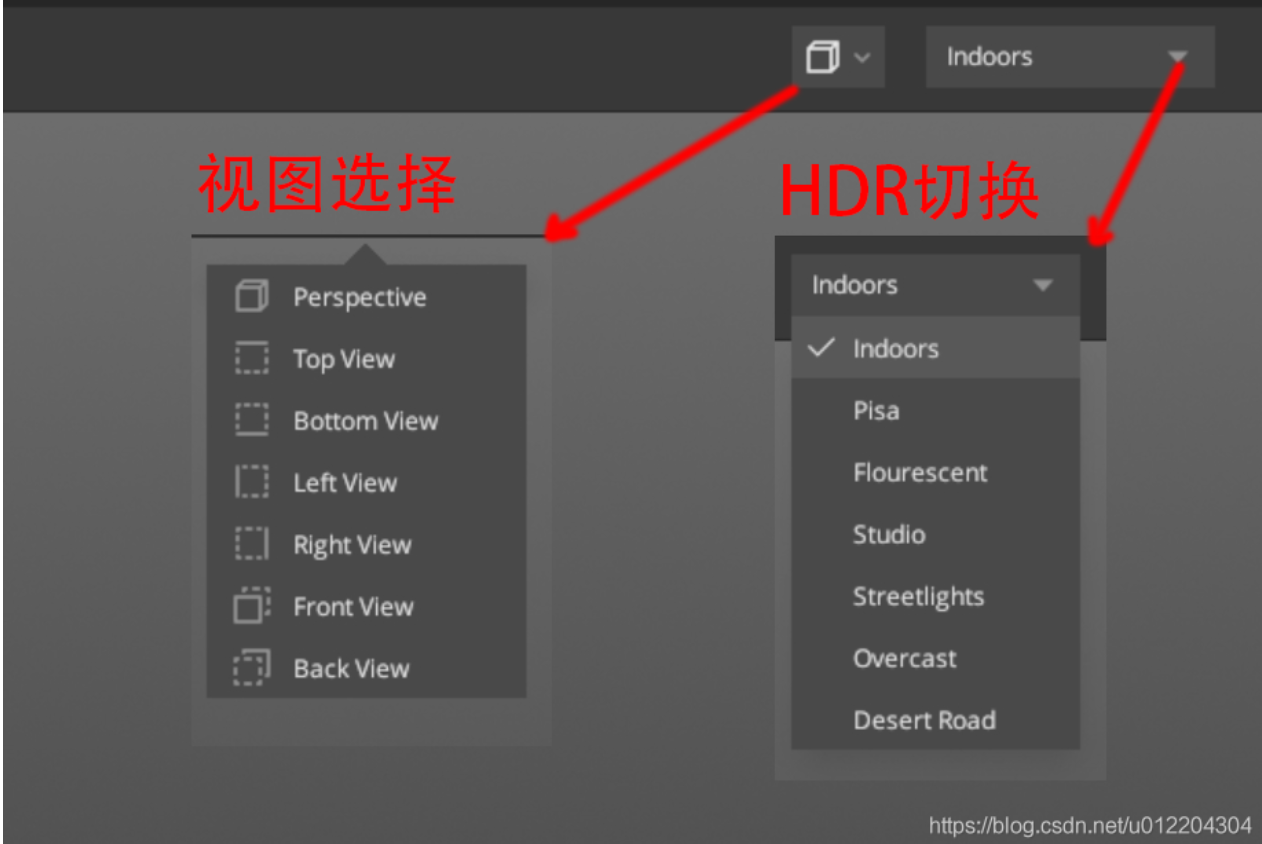 Indoors
视图选择
HDR切换
Perspective
Top View
Bottom View
Left View
Right View
Front View
Back View
Indoors
Indoors
Pisa
Flourescent
Studio
Streetlights
Overcast
Desert Road
https://blog.csdn.net/u012204304